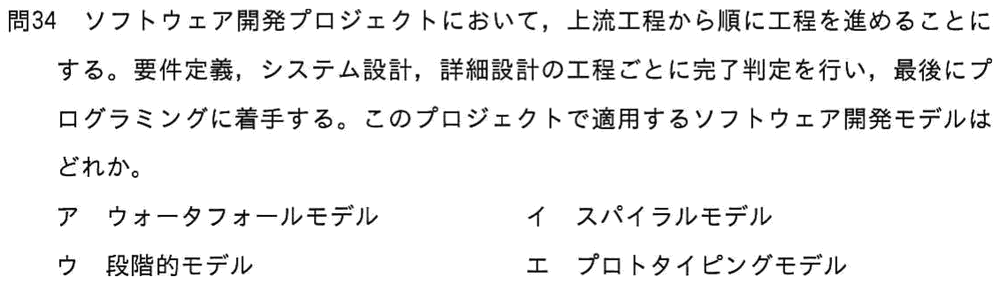 問34 ソフトウェア開発プロジェクトにおいて，上流工程から順に工程を進めることに
する。要件定義，システム設計，詳細設計の工程ごとに完了判定を行い，最後にプ
ログラミングに着手する。このプロジェクトで適用するソフトウェア開発モデルは
どれか。
ア ウォータフォールモデル イ スパイラルモデル
ウ 段階的モデル エ プロトタイピングモデル